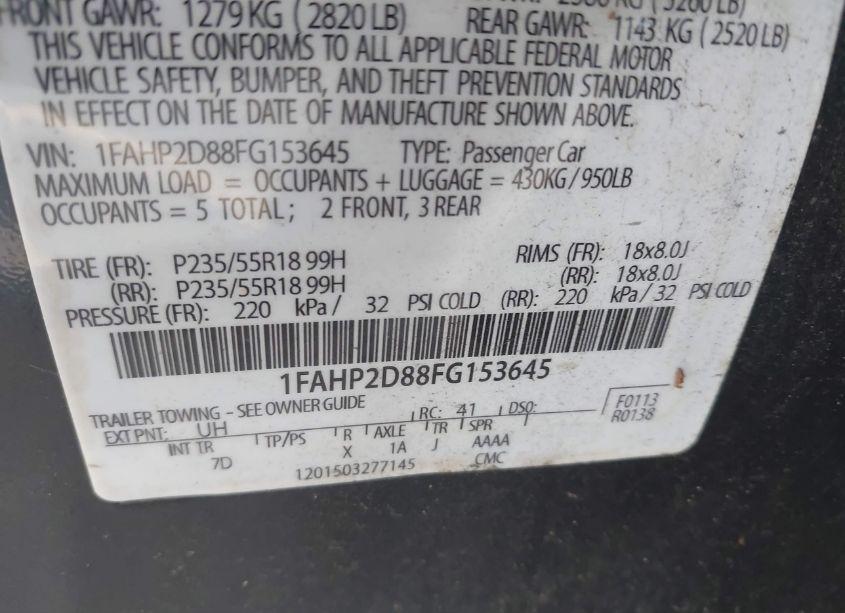 FRONT GAWR: 1279 KG ( 2820 LB) REAR GAWR: 1143 KG ( 2520 LB)
THIS VEHICLE CONFORMS TO ALL APPLICABLE FEDERAL MOTOR
VEHICLE SAFETY, BUMPER, AND THEFT PREVENTION STANDARDS
IN EFFECT ON THE DATE OF MANUFACTURE SHOWN ABOVE.
VIN: 1FAHP2D88FG153645 TYPE: Passenger Car
MAXIMUM LOAD = OCCUPANTS + LUGGAGE = 430KG/950LB
OCCUPANTS = 5 TOTAL; 2 FRONT, 3 REAR
TIRE (FR): P235/55R18 99H RIMS (FR): 18x8.0J
(RR): P235/55R18 99H (RR): 18x8.0J
PRESSURE (FR): 220 kPa / 32 PSI COLD (RR): 220 kPa / 32 PSI COLD
1FAHP2D88FG153645
TRAILER TOWING – SEE OWNER GUIDE
EXT PNT: UH RC: 41 DSO: F0113
R0138
INT TR TP/PS R AXLE TR SPR
7D X 1A J AAAA
1201503277145 CMC